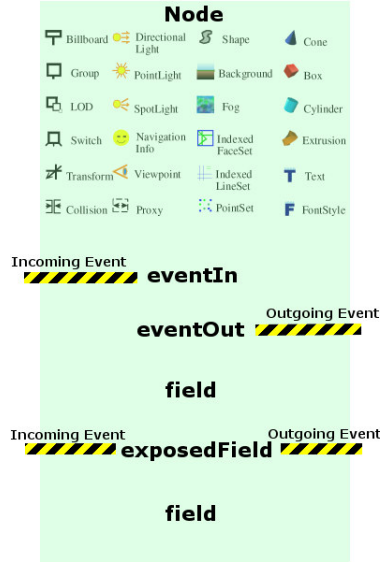 Node
Billboard
Directional
Light
Shape
Cone
Group
PointLight
Background
Box
LOD
SpotLight
Fog
Cylinder
Switch
Navigation
Info
Indexed
FaceSet
Extrusion
Transform
Viewpoint
Indexed
LineSet
Text
Collision
Proxy
PointSet
FontStyle
Incoming Event
eventIn
Outgoing Event
eventOut
field
Incoming Event
Outgoing Event
exposedField
field